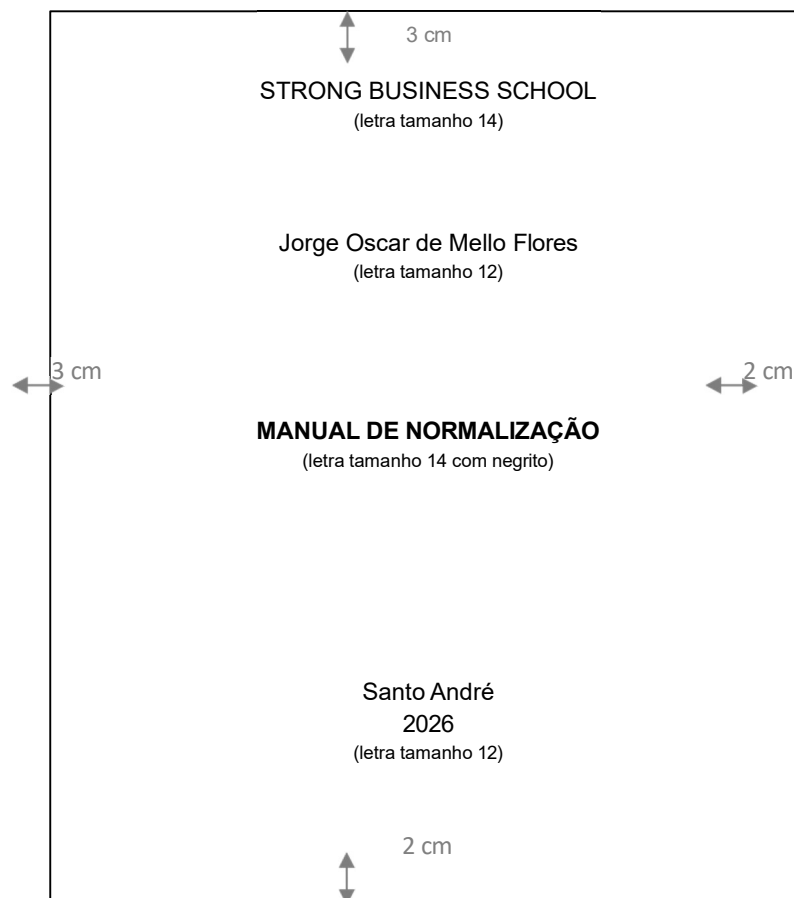 3 cm
STRONG BUSINESS SCHOOL
(letra tamanho 14)
Jorge Oscar de Mello Flores
(letra tamanho 12)
3 cm
2 cm
MANUAL DE NORMALIZAÇÃO
(letra tamanho 14 com negrito)
Santo André
2026
(letra tamanho 12)
2 cm